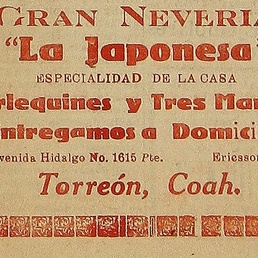 GRAN NEVERIA
"La Japonesa"
ESPECIALIDAD DE LA CASA
rlequines y Tres Mar
ntregamos a Domici
venida Hidalgo No. 1615 Pte. Ericsson
Torreón, Coah.